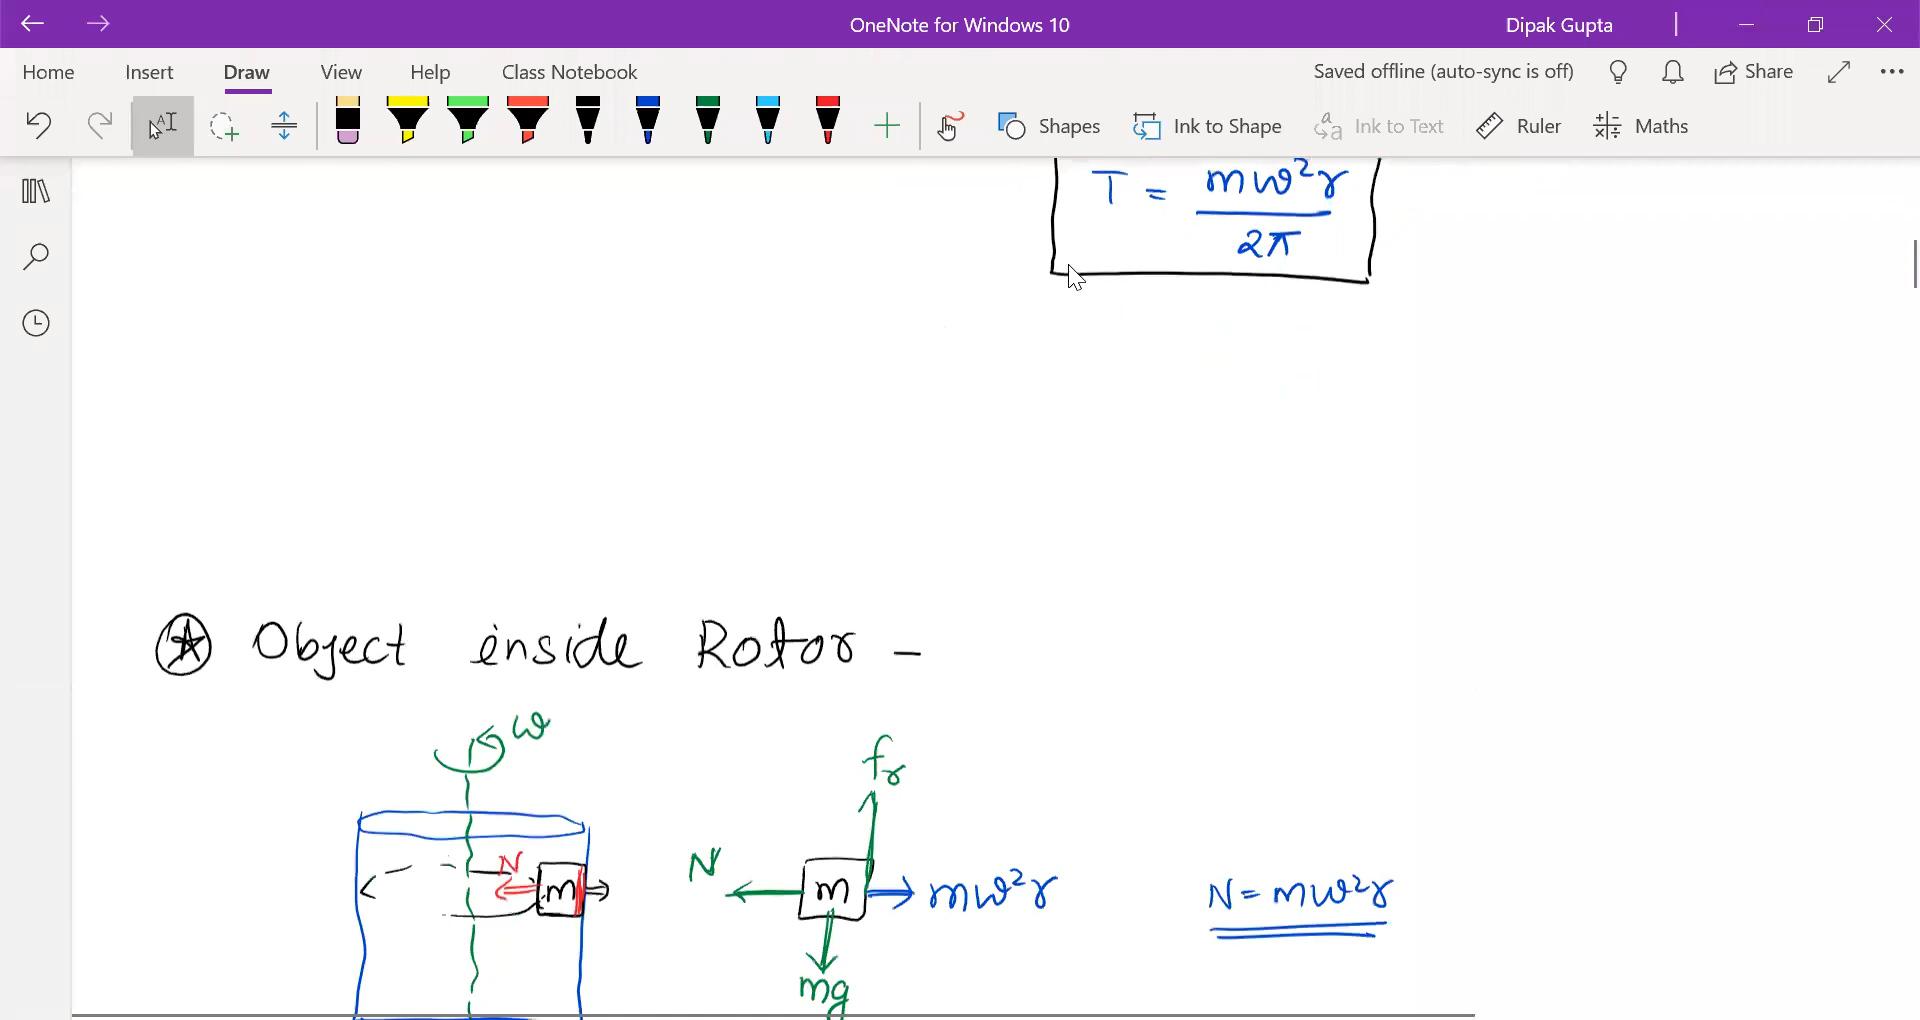 OneNote for Windows 10
Dipak Gupta
Home Insert Draw View Help Class Notebook
Saved offline (auto-sync is off) Share
Shapes Ink to Shape Ink to Text Ruler Maths
T = mω²r / 2π
Object inside Rotor -
ω
fr
N m
N m mω²r N = mω²r
mg